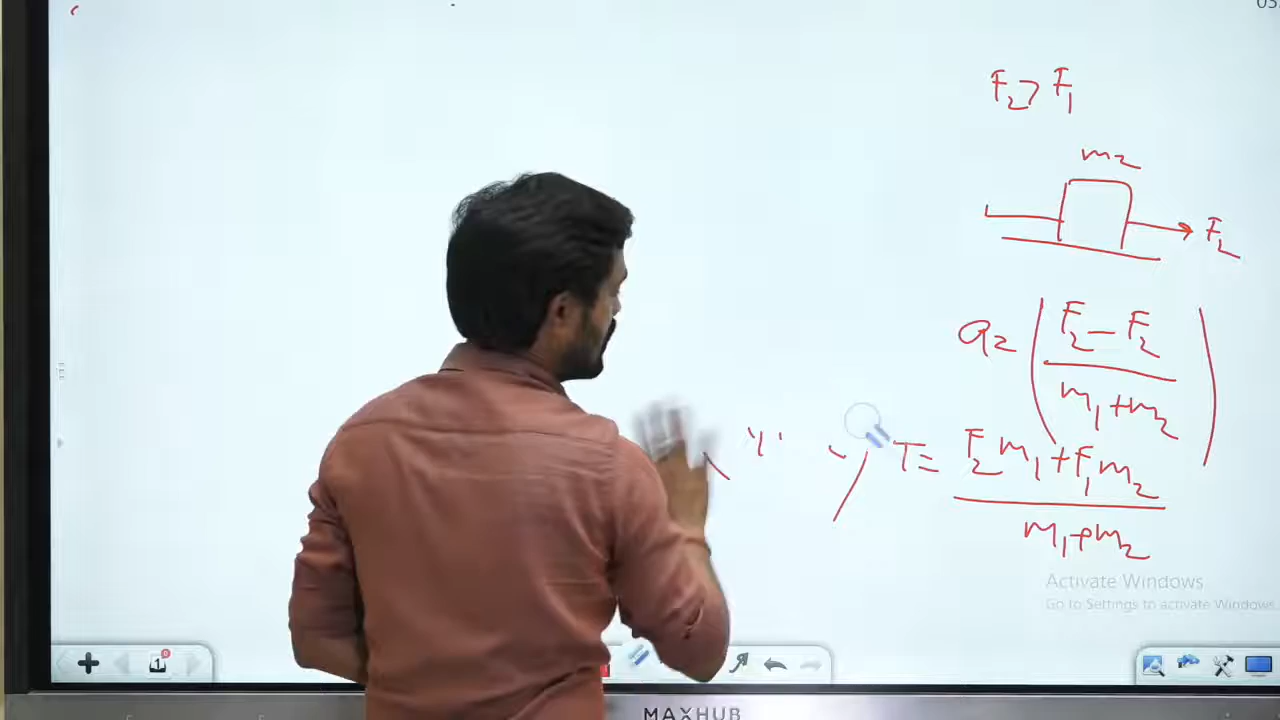 F₂ > F₁
m₂
F₂
a = (F₂ - F₂ / m₁ + m₂)
T = F₂m₁ + F₁m₂ / m₁ + m₂
Activate Windows
Go to Settings to activate Windows.
1
MAXHUB